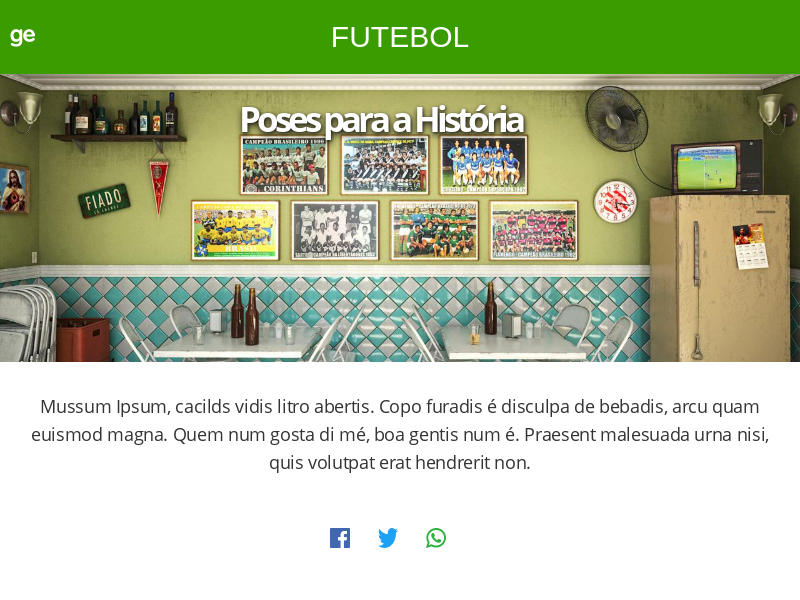 ge
FUTEBOL
Poses para a História
CAMPEÃO BRASILEIRO 1990
CORINTHIANS
FIADO
BRASIL
Mussum Ipsum, cacilds vidis litro abertis. Copo furadis é disculpa de bebadis, arcu quam
euismod magna. Quem num gosta di mé, boa gentis num é. Praesent malesuada urna nisi,
quis volutpat erat hendrerit non.